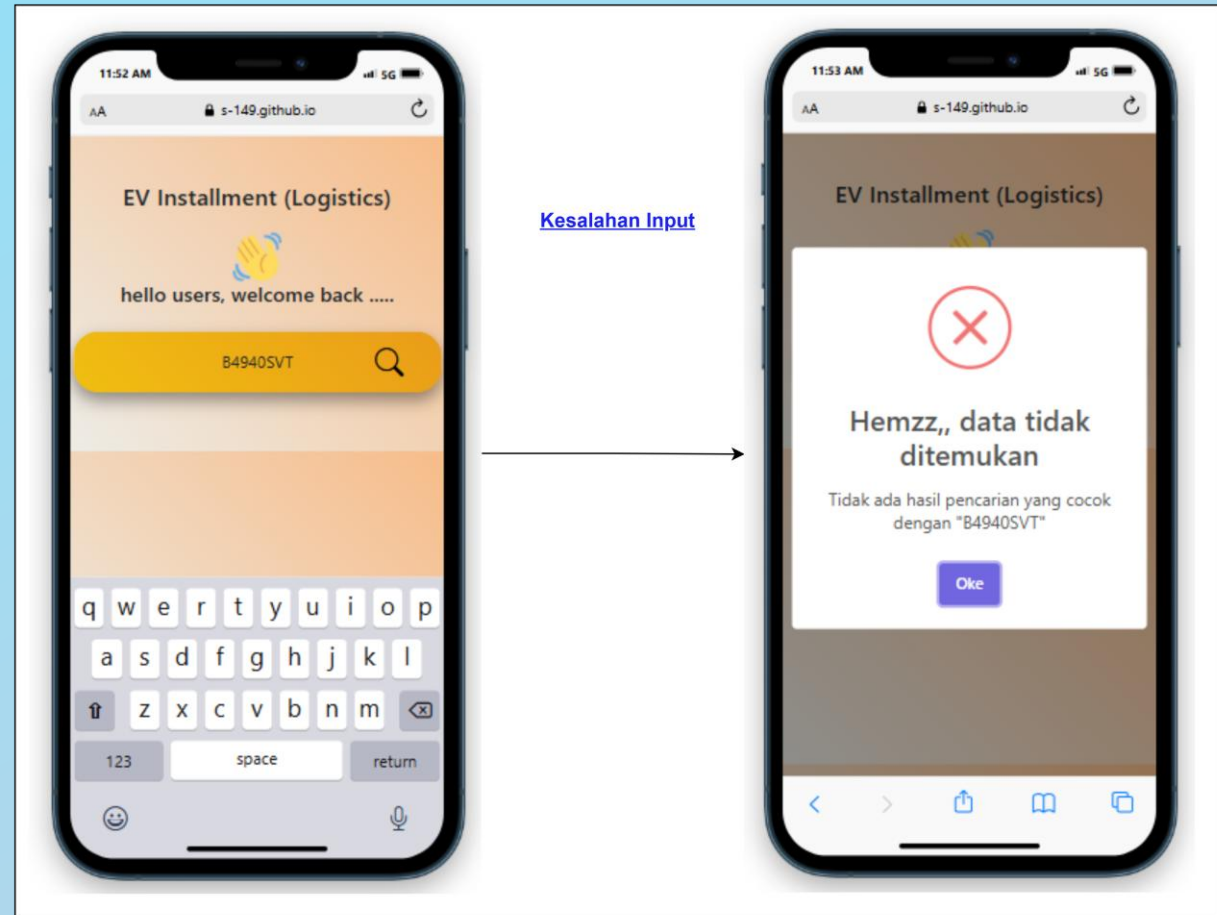 11:52 AM
5G
AA
s-149.github.io
EV Installment (Logistics)
hello users, welcome back .....
B4940SVT
q w e r t y u i o p
a s d f g h j k l
z x c v b n m
123 space return
Kesalahan Input
11:53 AM
5G
AA
s-149.github.io
EV Installment (Logistics)
Hemzz,, data tidak
ditemukan
Tidak ada hasil pencarian yang cocok
dengan "B4940SVT"
Oke